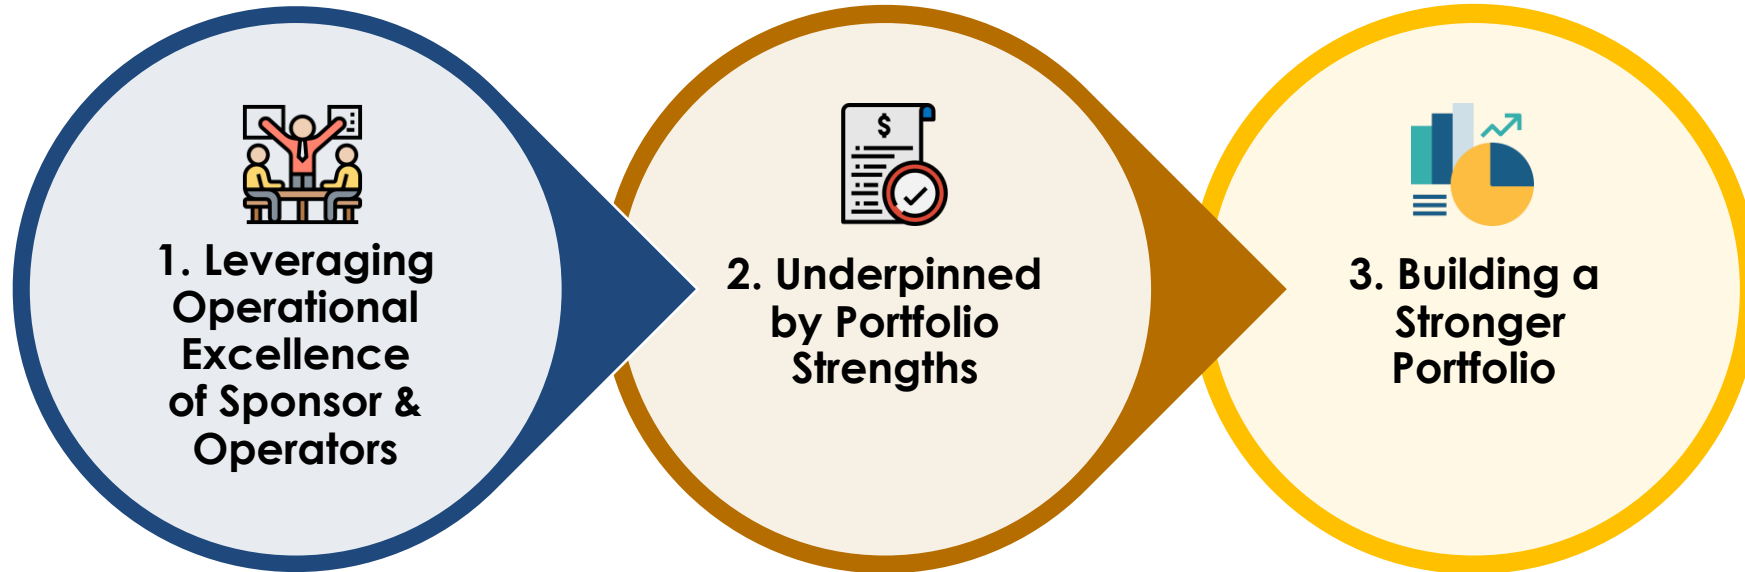 1. Leveraging
Operational
Excellence
of Sponsor &
Operators
$
2. Underpinned
by Portfolio
Strengths
3. Building a
Stronger
Portfolio